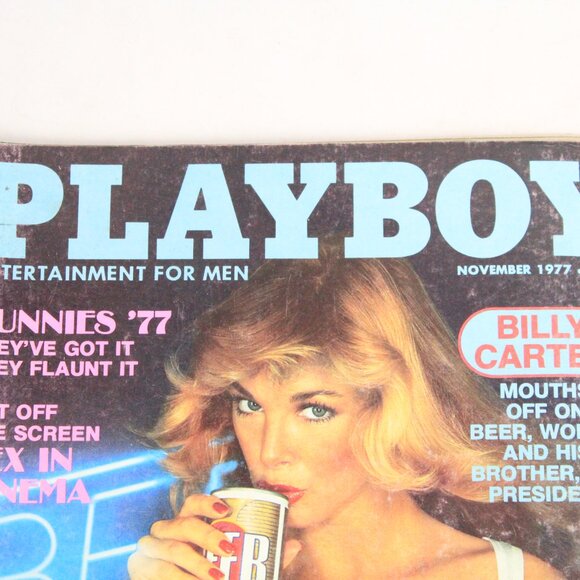 PLAYBOY
TERTAINMENT FOR MEN
NOVEMBER 1977
UNNIES '77
EY'VE GOT IT
EY FLAUNT IT
T OFF
E SCREEN
EX IN
NEMA
BILLY
CARTE
MOUTHS
OFF ON
BEER, WO
AND HIS
BROTHER,
PRESIDE